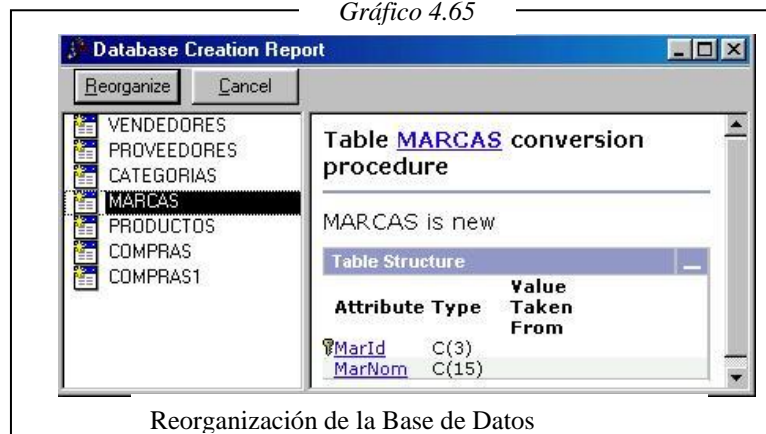 Gráfico 4.65
Database Creation Report
Reorganize Cancel
VENDEDORES
PROVEEDORES
CATEGORIAS
MARCAS
PRODUCTOS
COMPRAS
COMPRAS1
Table MARCAS conversion
procedure
MARCAS is new
Table Structure
Attribute Type Value Taken From
MarId C(3)
MarNom C(15)
Reorganización de la Base de Datos